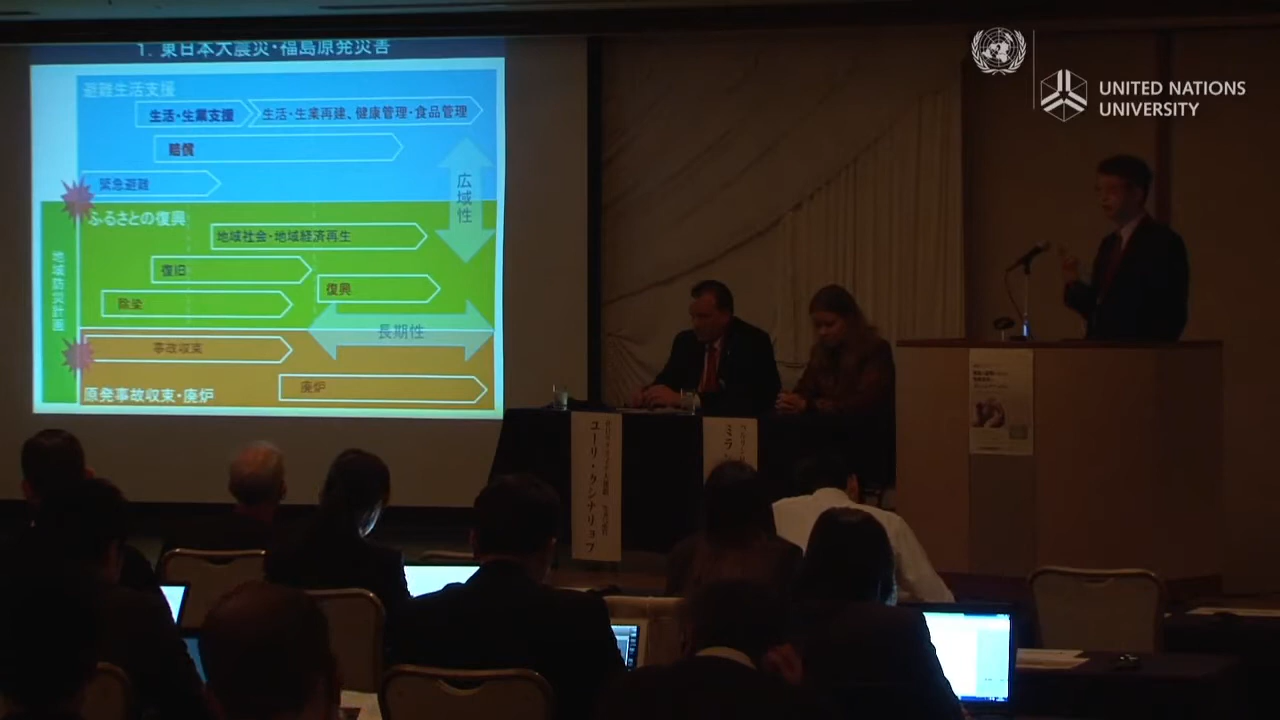 1. 東日本大震災・福島原発災害
避難生活支援
生活・生業支援
生活・生業再建、健康管理・食品管理
賠償
緊急避難
広域性
ふるさとの復興
地域社会・地域経済再生
復旧
復興
除染
地域防災計画
長期性
事故収束
廃炉
原発事故収束・廃炉
UNITED NATIONS
UNIVERSITY
ユーリ・クシナリョフ
ミラ